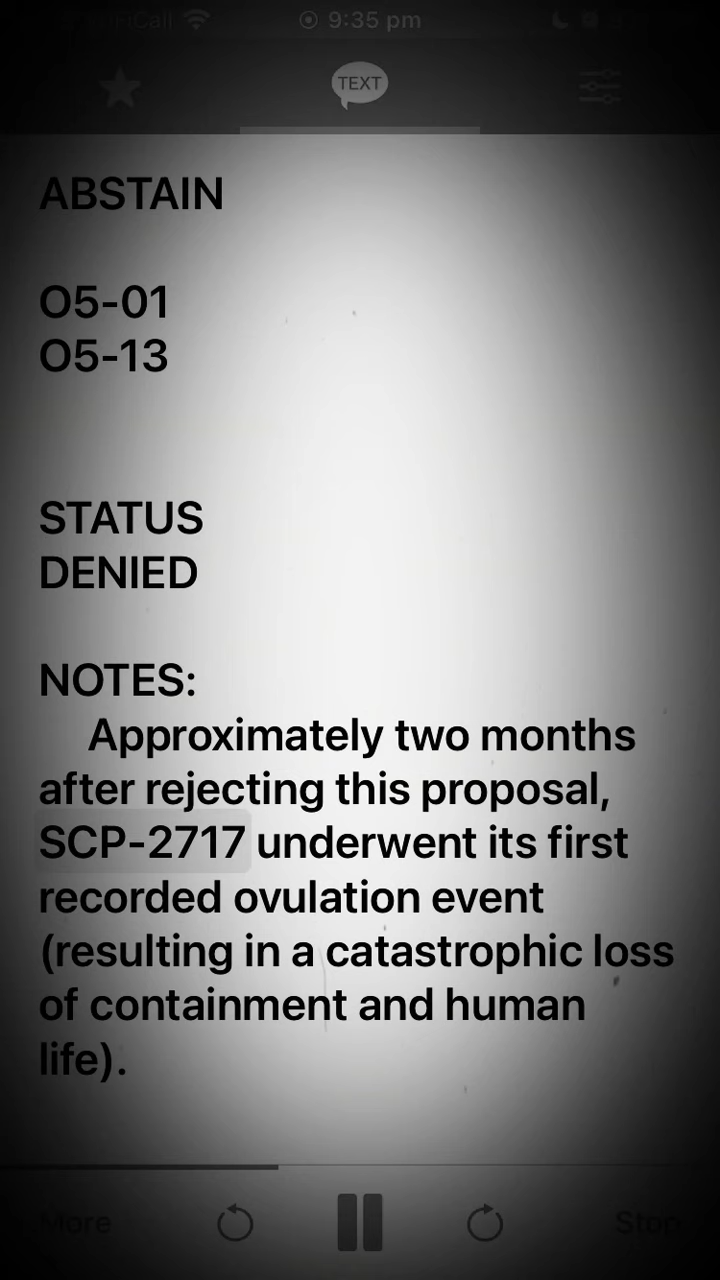 9:35 pm
TEXT
ABSTAIN
O5-01
O5-13
STATUS
DENIED
NOTES:
Approximately two months
after rejecting this proposal,
SCP-2717 underwent its first
recorded ovulation event
(resulting in a catastrophic loss
of containment and human
life).
More